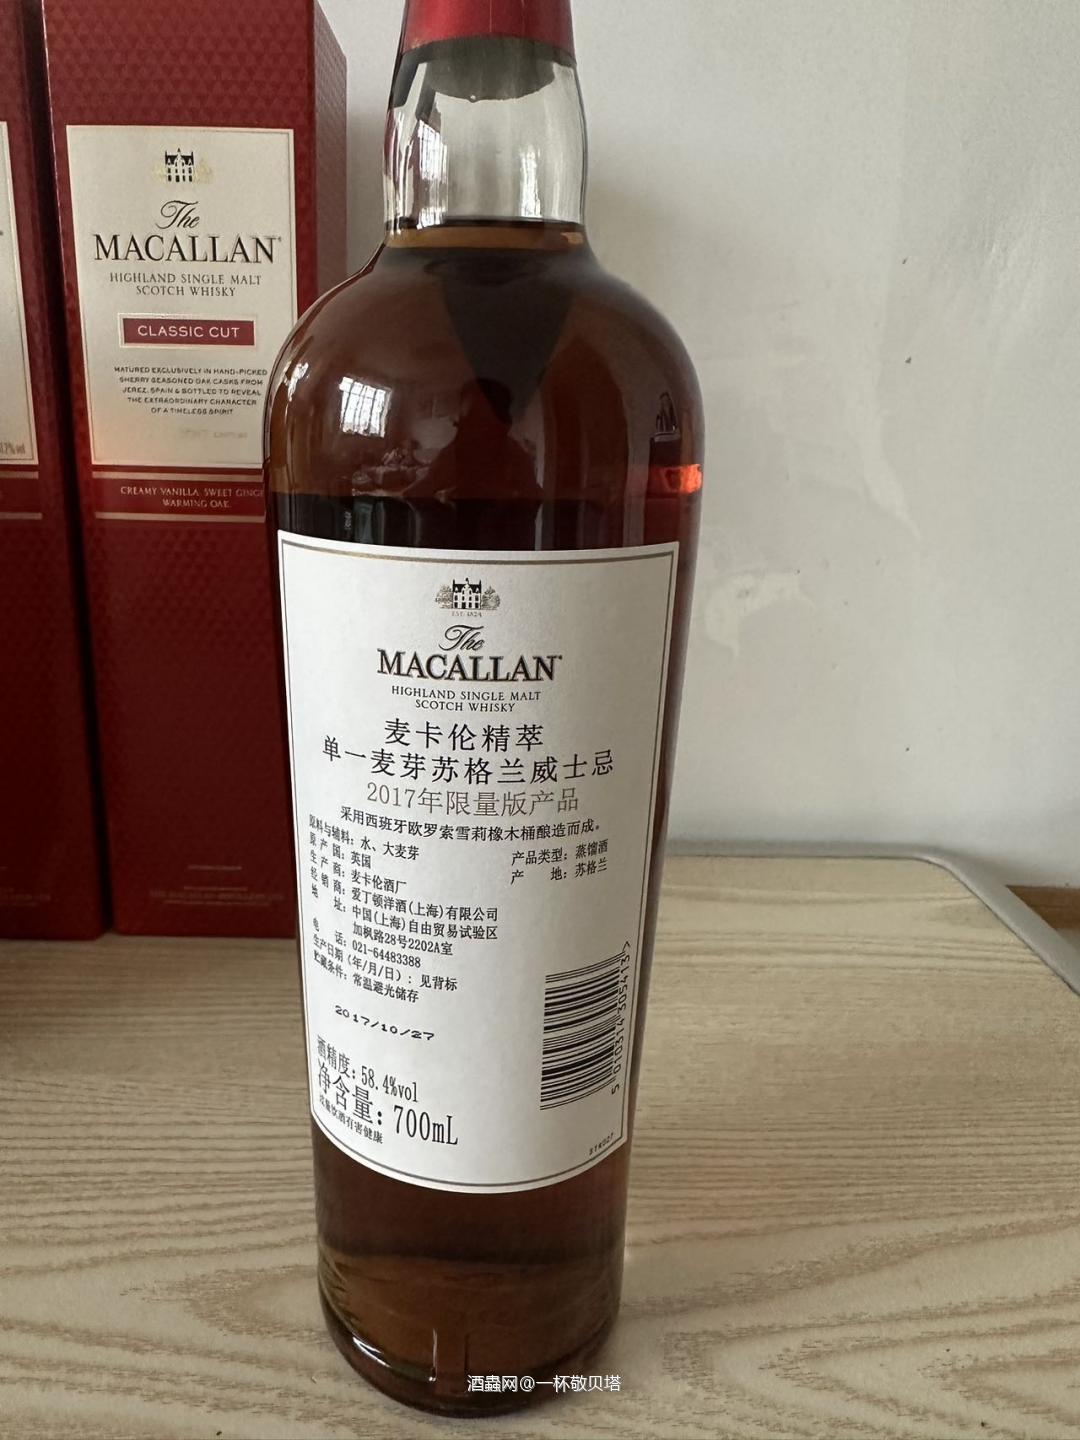 The
MACALLAN
HIGHLAND SINGLE MALT
SCOTCH WHISKY
CLASSIC CUT
MATURED EXCLUSIVELY IN HAND-PICKED
SHERRY SEASONED OAK CASKS FROM
JEREZ, SPAIN & BOTTLED TO REVEAL
THE EXTRAORDINARY CHARACTER
OF A TIMELESS SPIRIT
CREAMY VANILLA, SWEET GINGE
WARMING OAK.
EST. 1824
The
MACALLAN
HIGHLAND SINGLE MALT
SCOTCH WHISKY
麦卡伦精萃
单一麦芽苏格兰威士忌
2017年限量版产品
采用西班牙欧罗索雪莉橡木桶酿造而成。
原料与辅料：水、大麦芽
原产国：英国
产品类型：蒸馏酒
生产商：麦卡伦酒厂
产地：苏格兰
经销商：爱丁顿洋酒(上海)有限公司
地址：中国(上海)自由贸易试验区
加枫路28号2202A室
电话：021-64483388
生产日期（年/月/日）：见背标
贮藏条件：常温避光储存
2017/10/27
酒精度：58.4%vol
净含量：700mL
过量饮酒有害健康
5 010314 305413 >
酒蟲网@一杯敬贝塔